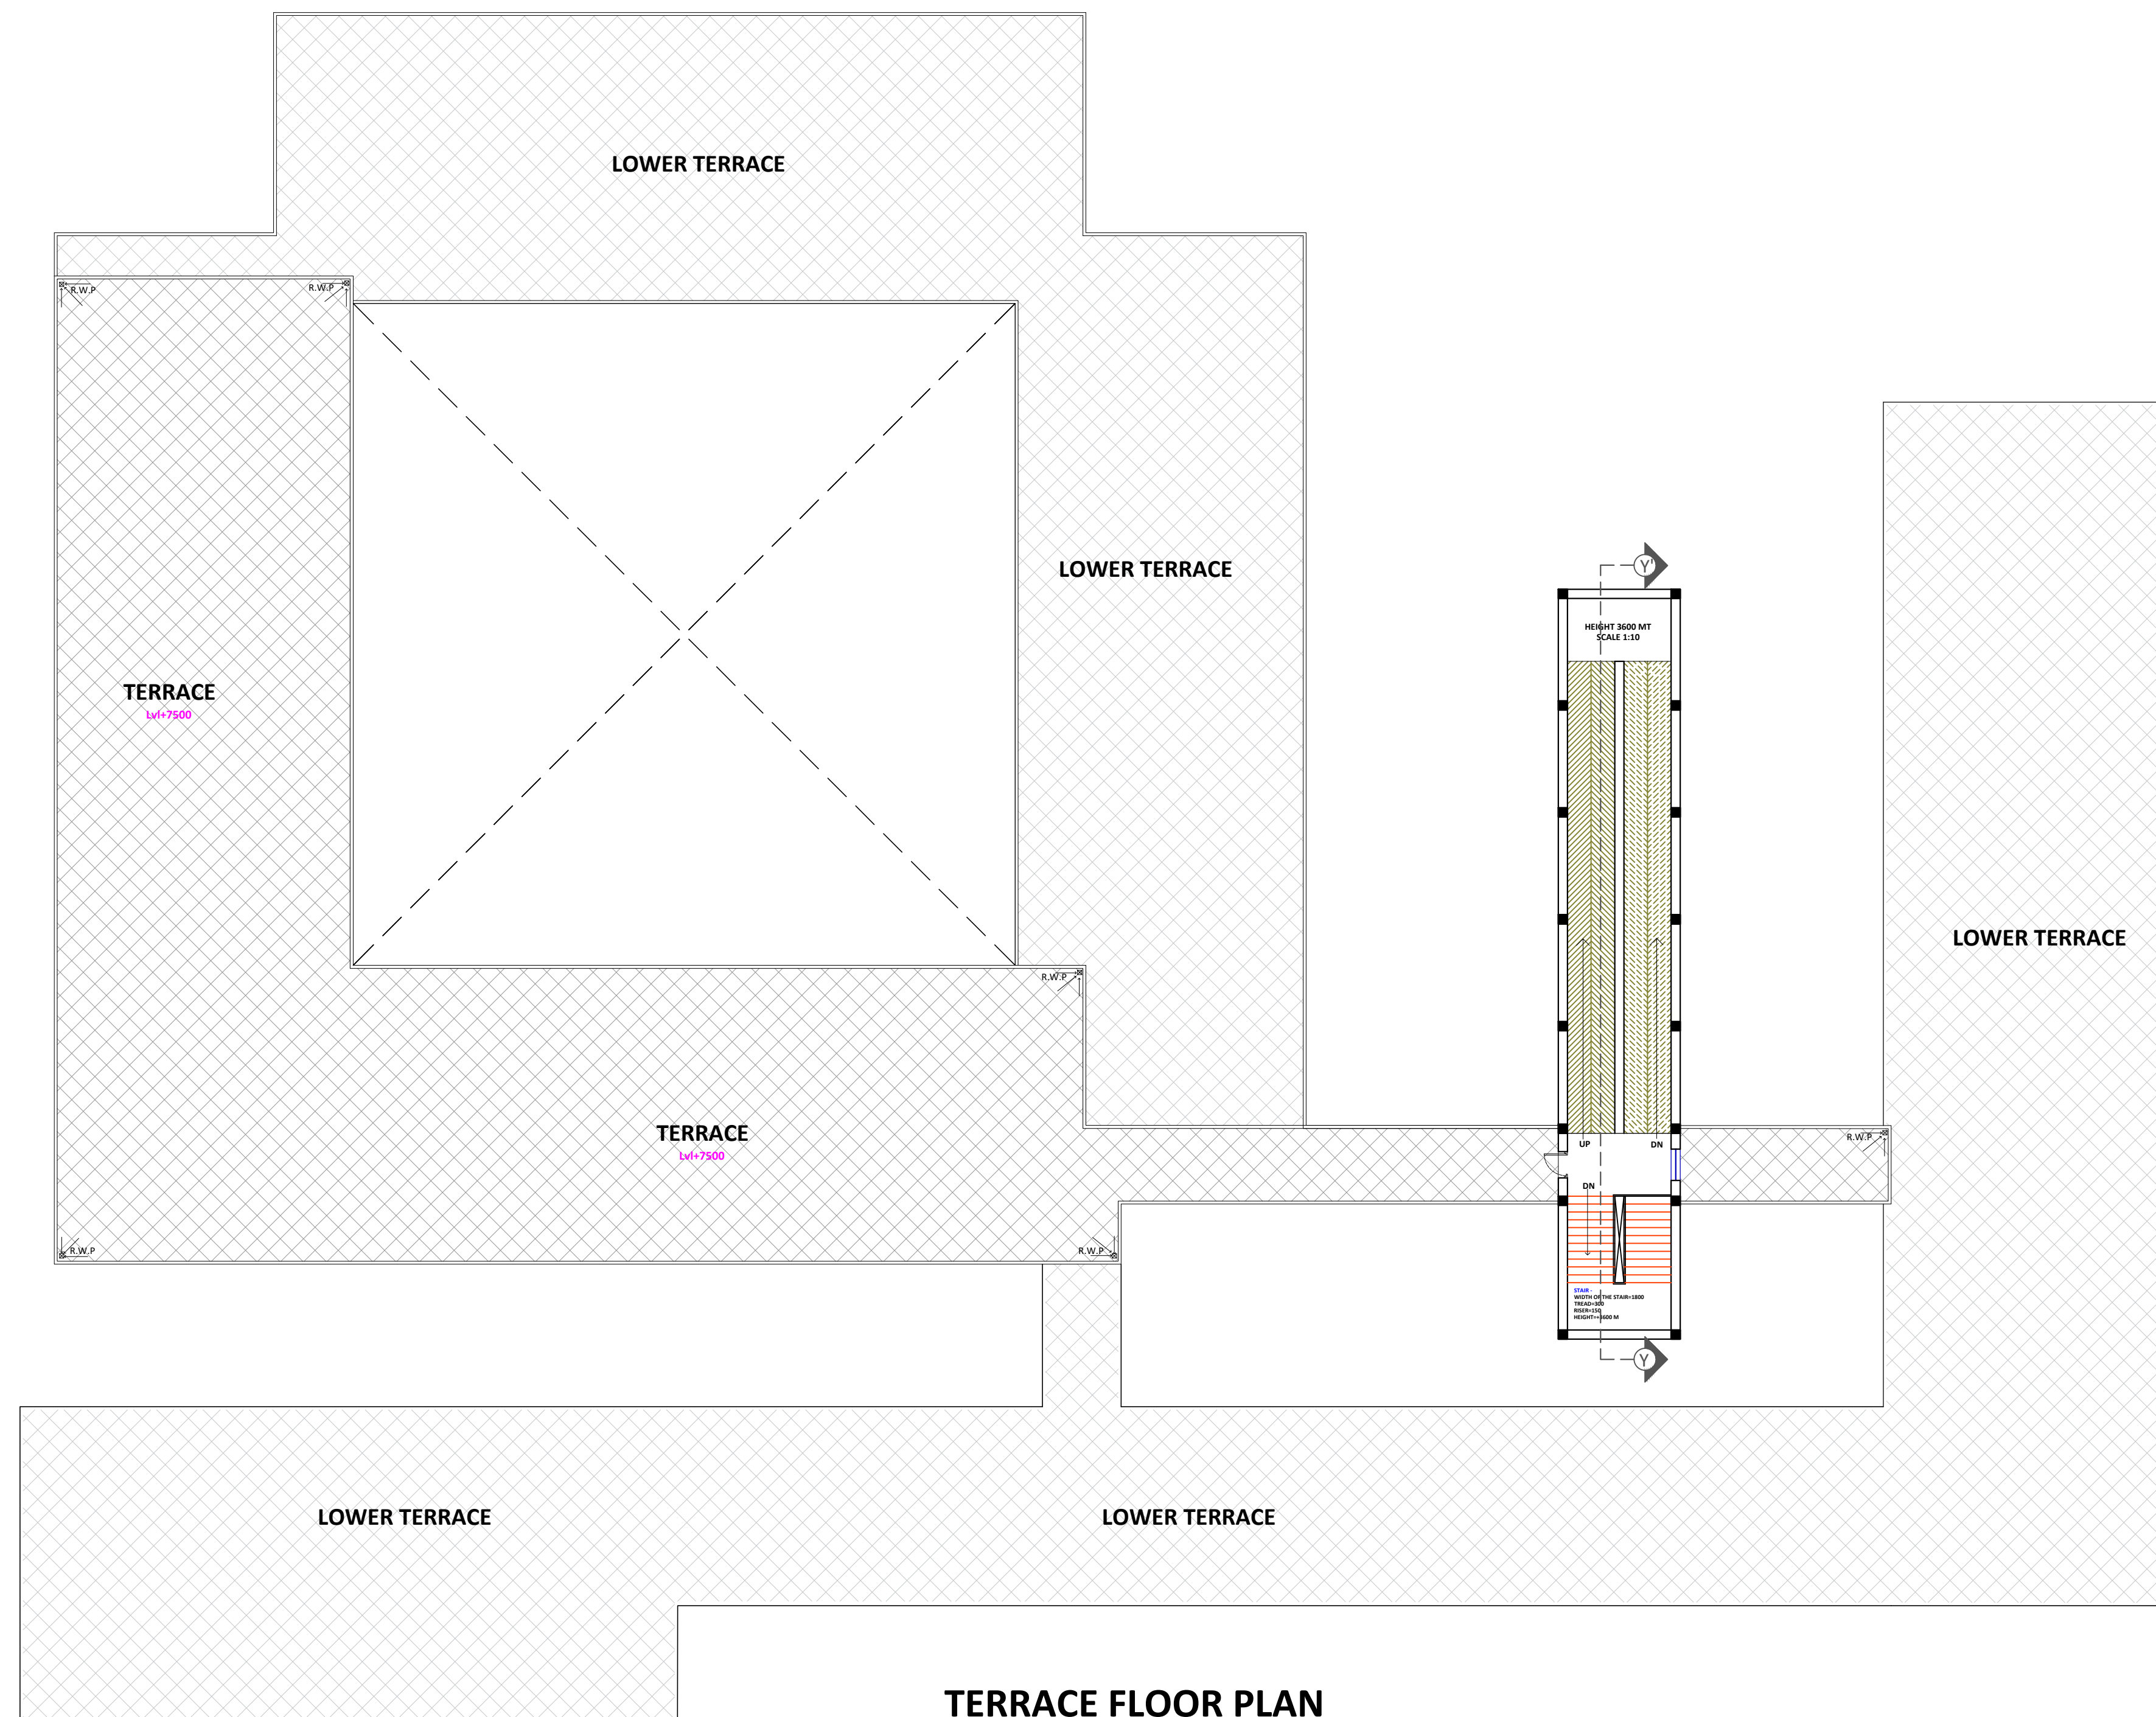 LOWER TERRACE
R.W.P
R.W.P
LOWER TERRACE
Y'
HEIGHT 3600 MT
SCALE 1:10
TERRACE
Lvl+7500
LOWER TERRACE
R.W.P
TERRACE
Lvl+7500
UP
DN
R.W.P
DN
R.W.P
R.W.P
STAIR -
WIDTH OF THE STAIR=1800
TREAD=300
RISER=150
HEIGHT=+3600 M
Y
LOWER TERRACE
LOWER TERRACE
TERRACE FLOOR PLAN